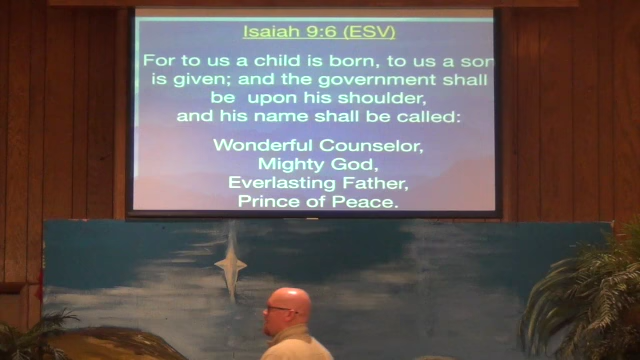 Isaiah 9:6 (ESV)
For to us a child is born, to us a son
is given; and the government shall
be upon his shoulder,
and his name shall be called:
Wonderful Counselor,
Mighty God,
Everlasting Father,
Prince of Peace.